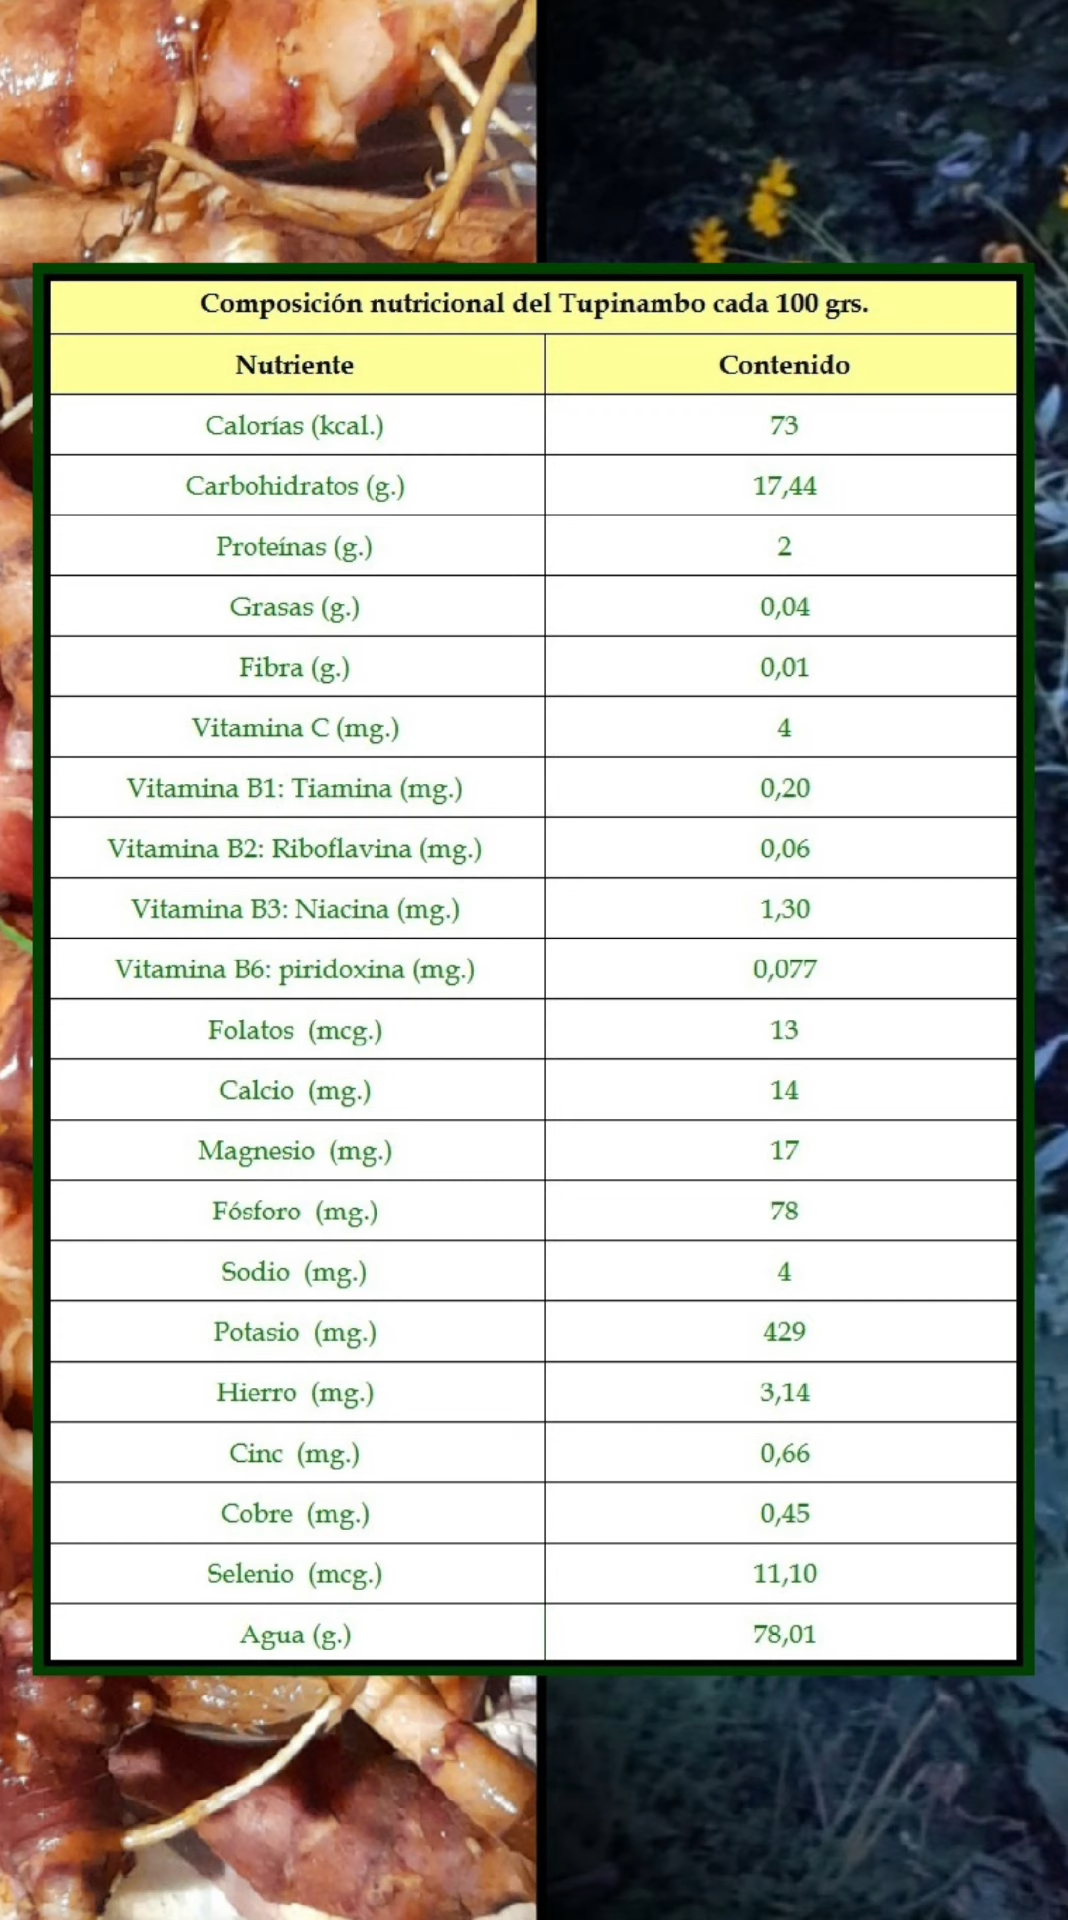 Composición nutricional del Tupinambo cada 100 grs.
Nutriente Contenido
Calorías (kcal.) 73
Carbohidratos (g.) 17,44
Proteínas (g.) 2
Grasas (g.) 0,04
Fibra (g.) 0,01
Vitamina C (mg.) 4
Vitamina B1: Tiamina (mg.) 0,20
Vitamina B2: Riboflavina (mg.) 0,06
Vitamina B3: Niacina (mg.) 1,30
Vitamina B6: piridoxina (mg.) 0,077
Folatos (mcg.) 13
Calcio (mg.) 14
Magnesio (mg.) 17
Fósforo (mg.) 78
Sodio (mg.) 4
Potasio (mg.) 429
Hierro (mg.) 3,14
Cinc (mg.) 0,66
Cobre (mg.) 0,45
Selenio (mcg.) 11,10
Agua (g.) 78,01